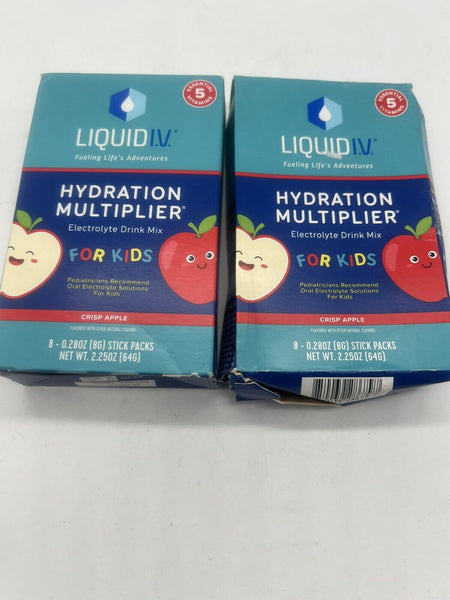 ESSENTIAL
5
VITAMINS
LIQUID I.V.®
Fueling Life's Adventures
HYDRATION
MULTIPLIER®
Electrolyte Drink Mix
FOR KIDS
Pediatricians Recommend
Oral Electrolyte Solutions
For Kids
CRISP APPLE
FLAVORED WITH OTHER NATURAL FLAVORS
8 - 0.28OZ (8G) STICK PACKS
NET WT. 2.25OZ (64G)
ESSENTIAL
5
VITAMINS
LIQUID I.V.®
Fueling Life's Adventures
HYDRATION
MULTIPLIER®
Electrolyte Drink Mix
FOR KIDS
Pediatricians Recommend
Oral Electrolyte Solutions
For Kids
CRISP APPLE
FLAVORED WITH OTHER NATURAL FLAVORS
8 - 0.28OZ (8G) STICK PACKS
NET WT. 2.25OZ (64G)